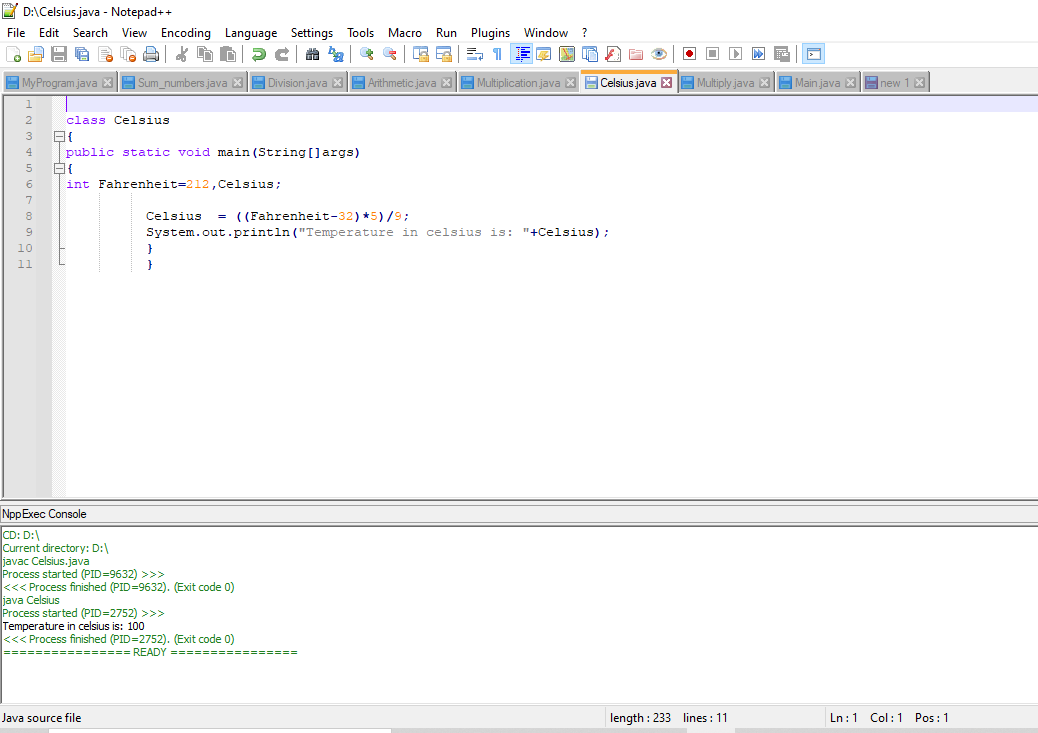 D:\Celsius.java - Notepad++
File Edit Search View Encoding Language Settings Tools Macro Run Plugins Window ?
MyProgram.java Sum_numbers.java Division.java Arithmetic.java Multiplication.java Celsius.java Multiply.java Main.java new 1
1
2 class Celsius
3 {
4 public static void main(String[]args)
5 {
6 int Fahrenheit=212,Celsius;
7
8 Celsius  = ((Fahrenheit-32)*5)/9;
9 System.out.println("Temperature in celsius is: "+Celsius);
10 }
11 }
NppExec Console
CD: D:\
Current directory: D:\
javac Celsius.java
Process started (PID=9632) >>>
<<< Process finished (PID=9632). (Exit code 0)
java Celsius
Process started (PID=2752) >>>
Temperature in celsius is: 100
<<< Process finished (PID=2752). (Exit code 0)
================ READY ================
Java source file length : 233 lines : 11 Ln : 1 Col : 1 Pos : 1